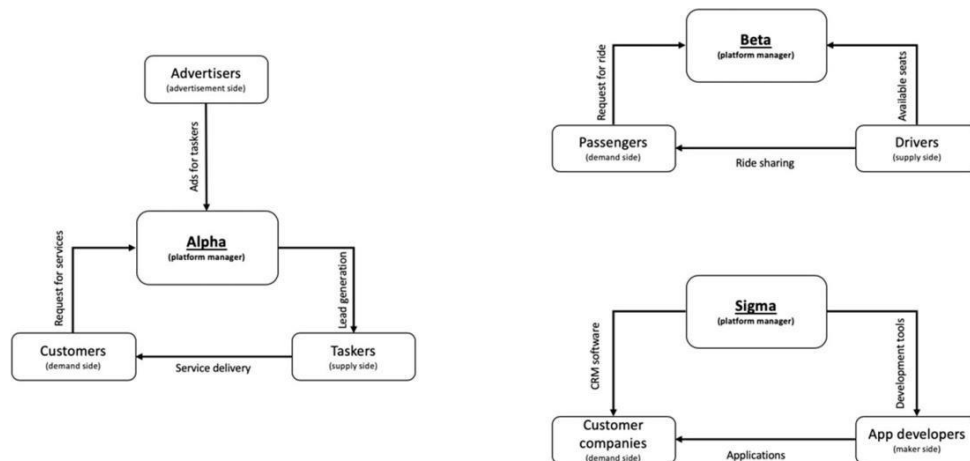 Advertisers
(advertisement side)
Ads for taskers
Alpha
(platform manager)
Request for services
Lead generation
Customers
(demand side)
Service delivery
Taskers
(supply side)
Beta
(platform manager)
Request for ride
Available seats
Passengers
(demand side)
Ride sharing
Drivers
(supply side)
Sigma
(platform manager)
CRM software
Development tools
Customer
companies
(demand side)
Applications
App developers
(maker side)